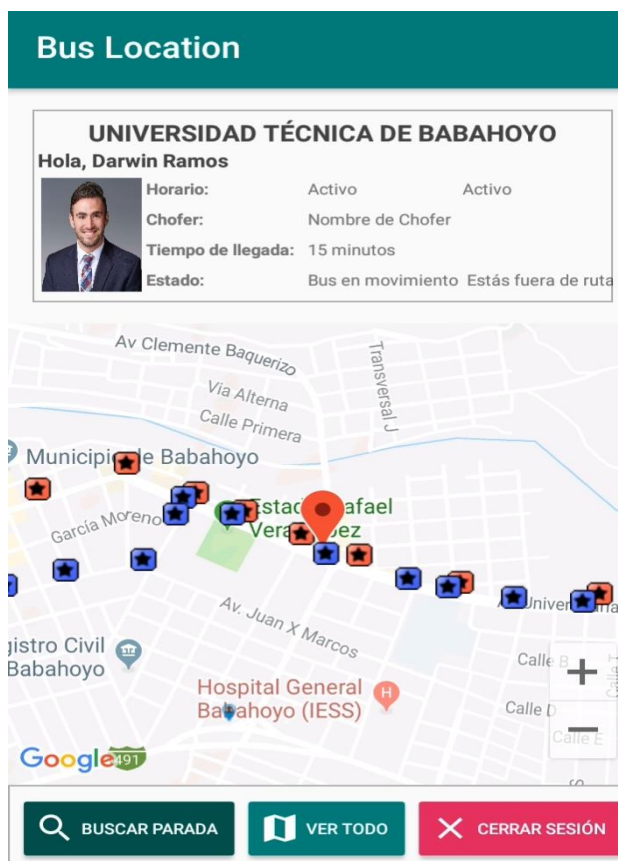 Bus Location
UNIVERSIDAD TÉCNICA DE BABAHOYO
Hola, Darwin Ramos
Horario: Activo Activo
Chofer: Nombre de Chofer
Tiempo de llegada: 15 minutos
Estado: Bus en movimiento Estás fuera de ruta
Av Clemente Baquerizo
Transversal J
Via Alterna
Calle Primera
Municipio de Babahoyo
García Moreno
Av. Juan X Marcos
gistro Civil
Babahoyo
Calle B
Hospital General
Babahoyo (IESS)
Calle D
Calle E
Google
491
BUSCAR PARADA
VER TODO
CERRAR SESIÓN